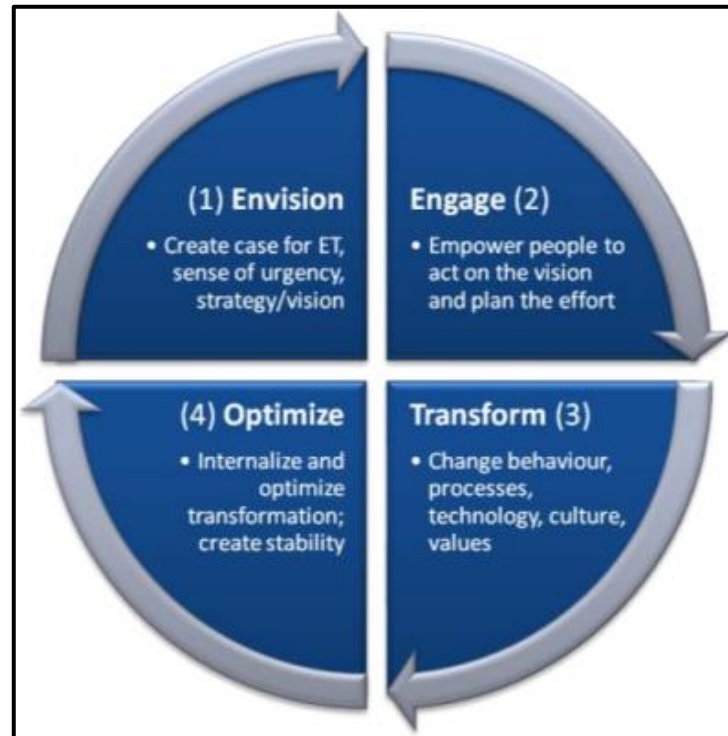 (1) Envision
• Create case for ET,
sense of urgency,
strategy/vision
Engage (2)
• Empower people to
act on the vision
and plan the effort
(4) Optimize
• Internalize and
optimize
transformation;
create stability
Transform (3)
• Change behaviour,
processes,
technology, culture,
values